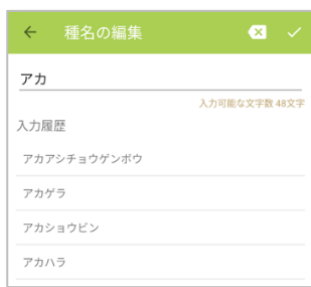 種名の編集
アカ
入力可能な文字数 48文字
入力履歴
アカアシチョウゲンボウ
アカゲラ
アカショウビン
アカハラ